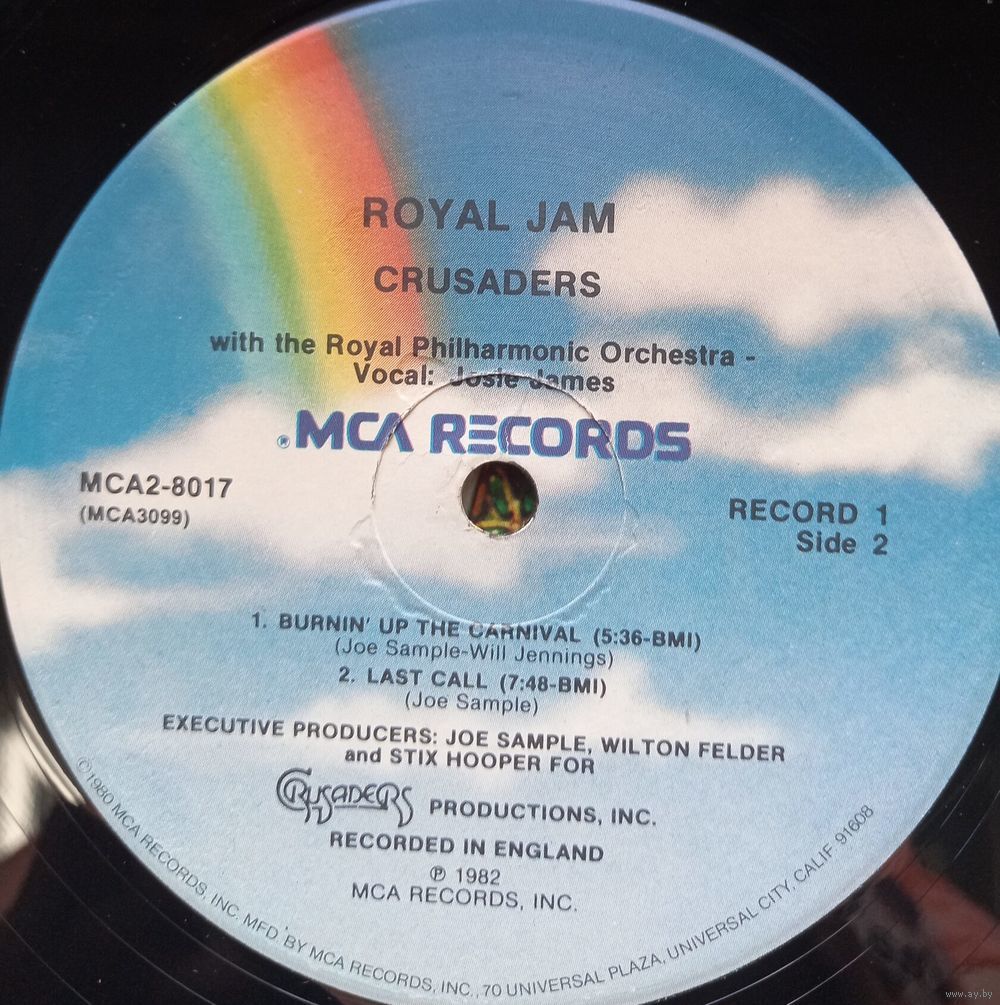 ROYAL JAM
CRUSADERS
with the Royal Philharmonic Orchestra -
Vocal: Josie James
® MCA RECORDS
MCA2-8017
(MCA3099)
RECORD 1
Side 2
1. BURNIN' UP THE CARNIVAL (5:36-BMI)
(Joe Sample-Will Jennings)
2. LAST CALL (7:48-BMI)
(Joe Sample)
EXECUTIVE PRODUCERS: JOE SAMPLE, WILTON FELDER
and STIX HOOPER FOR
CRUSADERS PRODUCTIONS, INC.
RECORDED IN ENGLAND
℗ 1982
MCA RECORDS, INC.
©1980 MCA RECORDS, INC. MFD. BY MCA RECORDS, INC., 70 UNIVERSAL PLAZA, UNIVERSAL CITY, CALIF 91608
www.ay.by